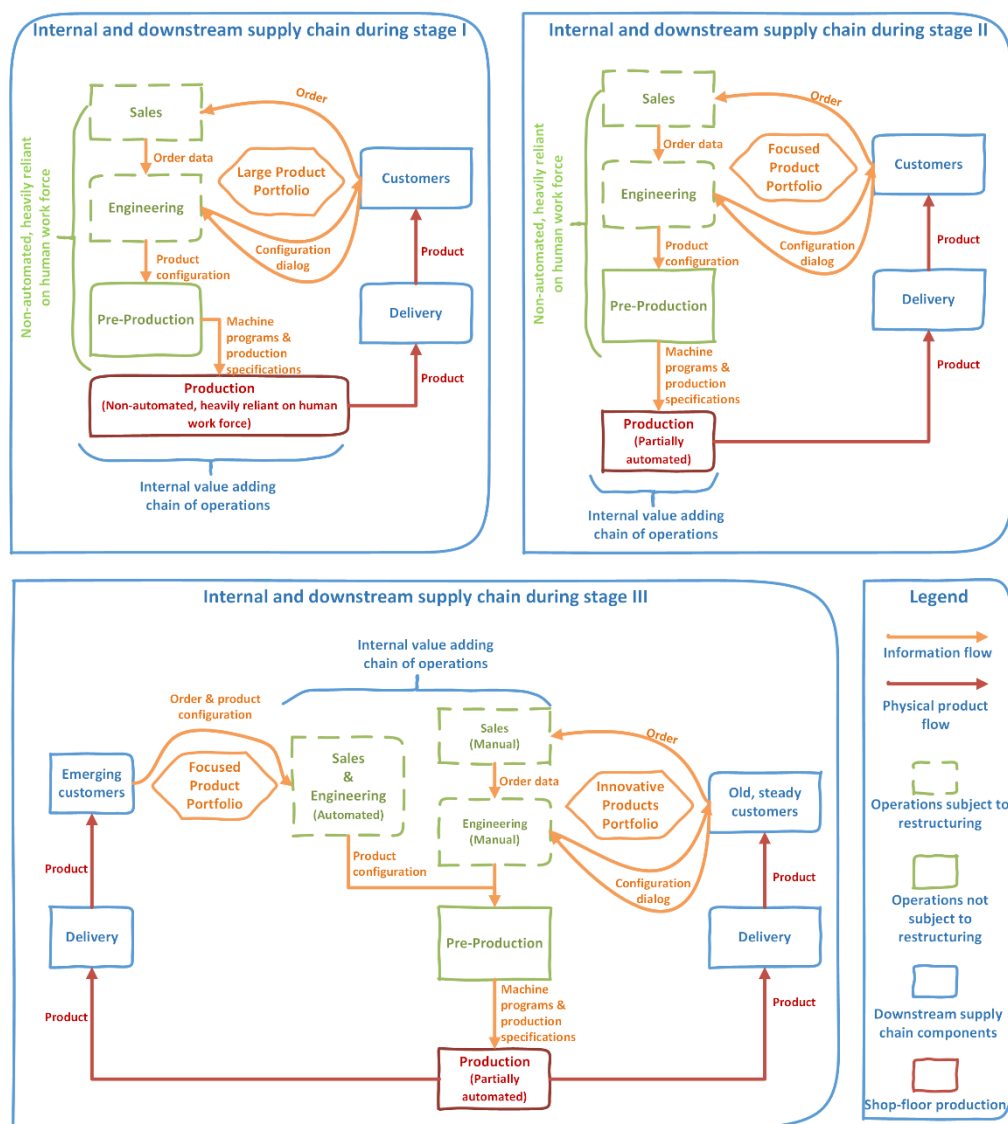 Internal and downstream supply chain during stage I
Order
Sales
Order data
Large Product
Portfolio
Customers
Engineering
Configuration
dialog
Product
configuration
Product
Non-automated, heavily reliant
on human work force
Pre-Production
Delivery
Machine
programs &
production
specifications
Product
Production
(Non-automated, heavily reliant on human
work force)
Internal value adding
chain of operations
Internal and downstream supply chain during stage II
Order
Sales
Order data
Focused
Product
Portfolio
Customers
Engineering
Configuration
dialog
Product
configuration
Product
Non-automated, heavily reliant
on human work force
Pre-Production
Delivery
Machine
programs &
production
specifications
Product
Production
(Partially
automated)
Internal value adding
chain of operations
Internal and downstream supply chain during stage III
Internal value adding
chain of operations
Order & product
configuration
Emerging
customers
Focused
Product
Portfolio
Sales
&
Engineering
(Automated)
Sales
(Manual)
Order
Order data
Innovative
Products
Portfolio
Old, steady
customers
Engineering
(Manual)
Product
configuration
Configuration
dialog
Product
Product
Delivery
Pre-Production
Delivery
Machine
programs &
production
specifications
Product
Product
Production
(Partially
automated)
Legend
Information flow
Physical product
flow
Operations subject to
restructuring
Operations not
subject to
restructuring
Downstream supply
chain components
Shop-floor production